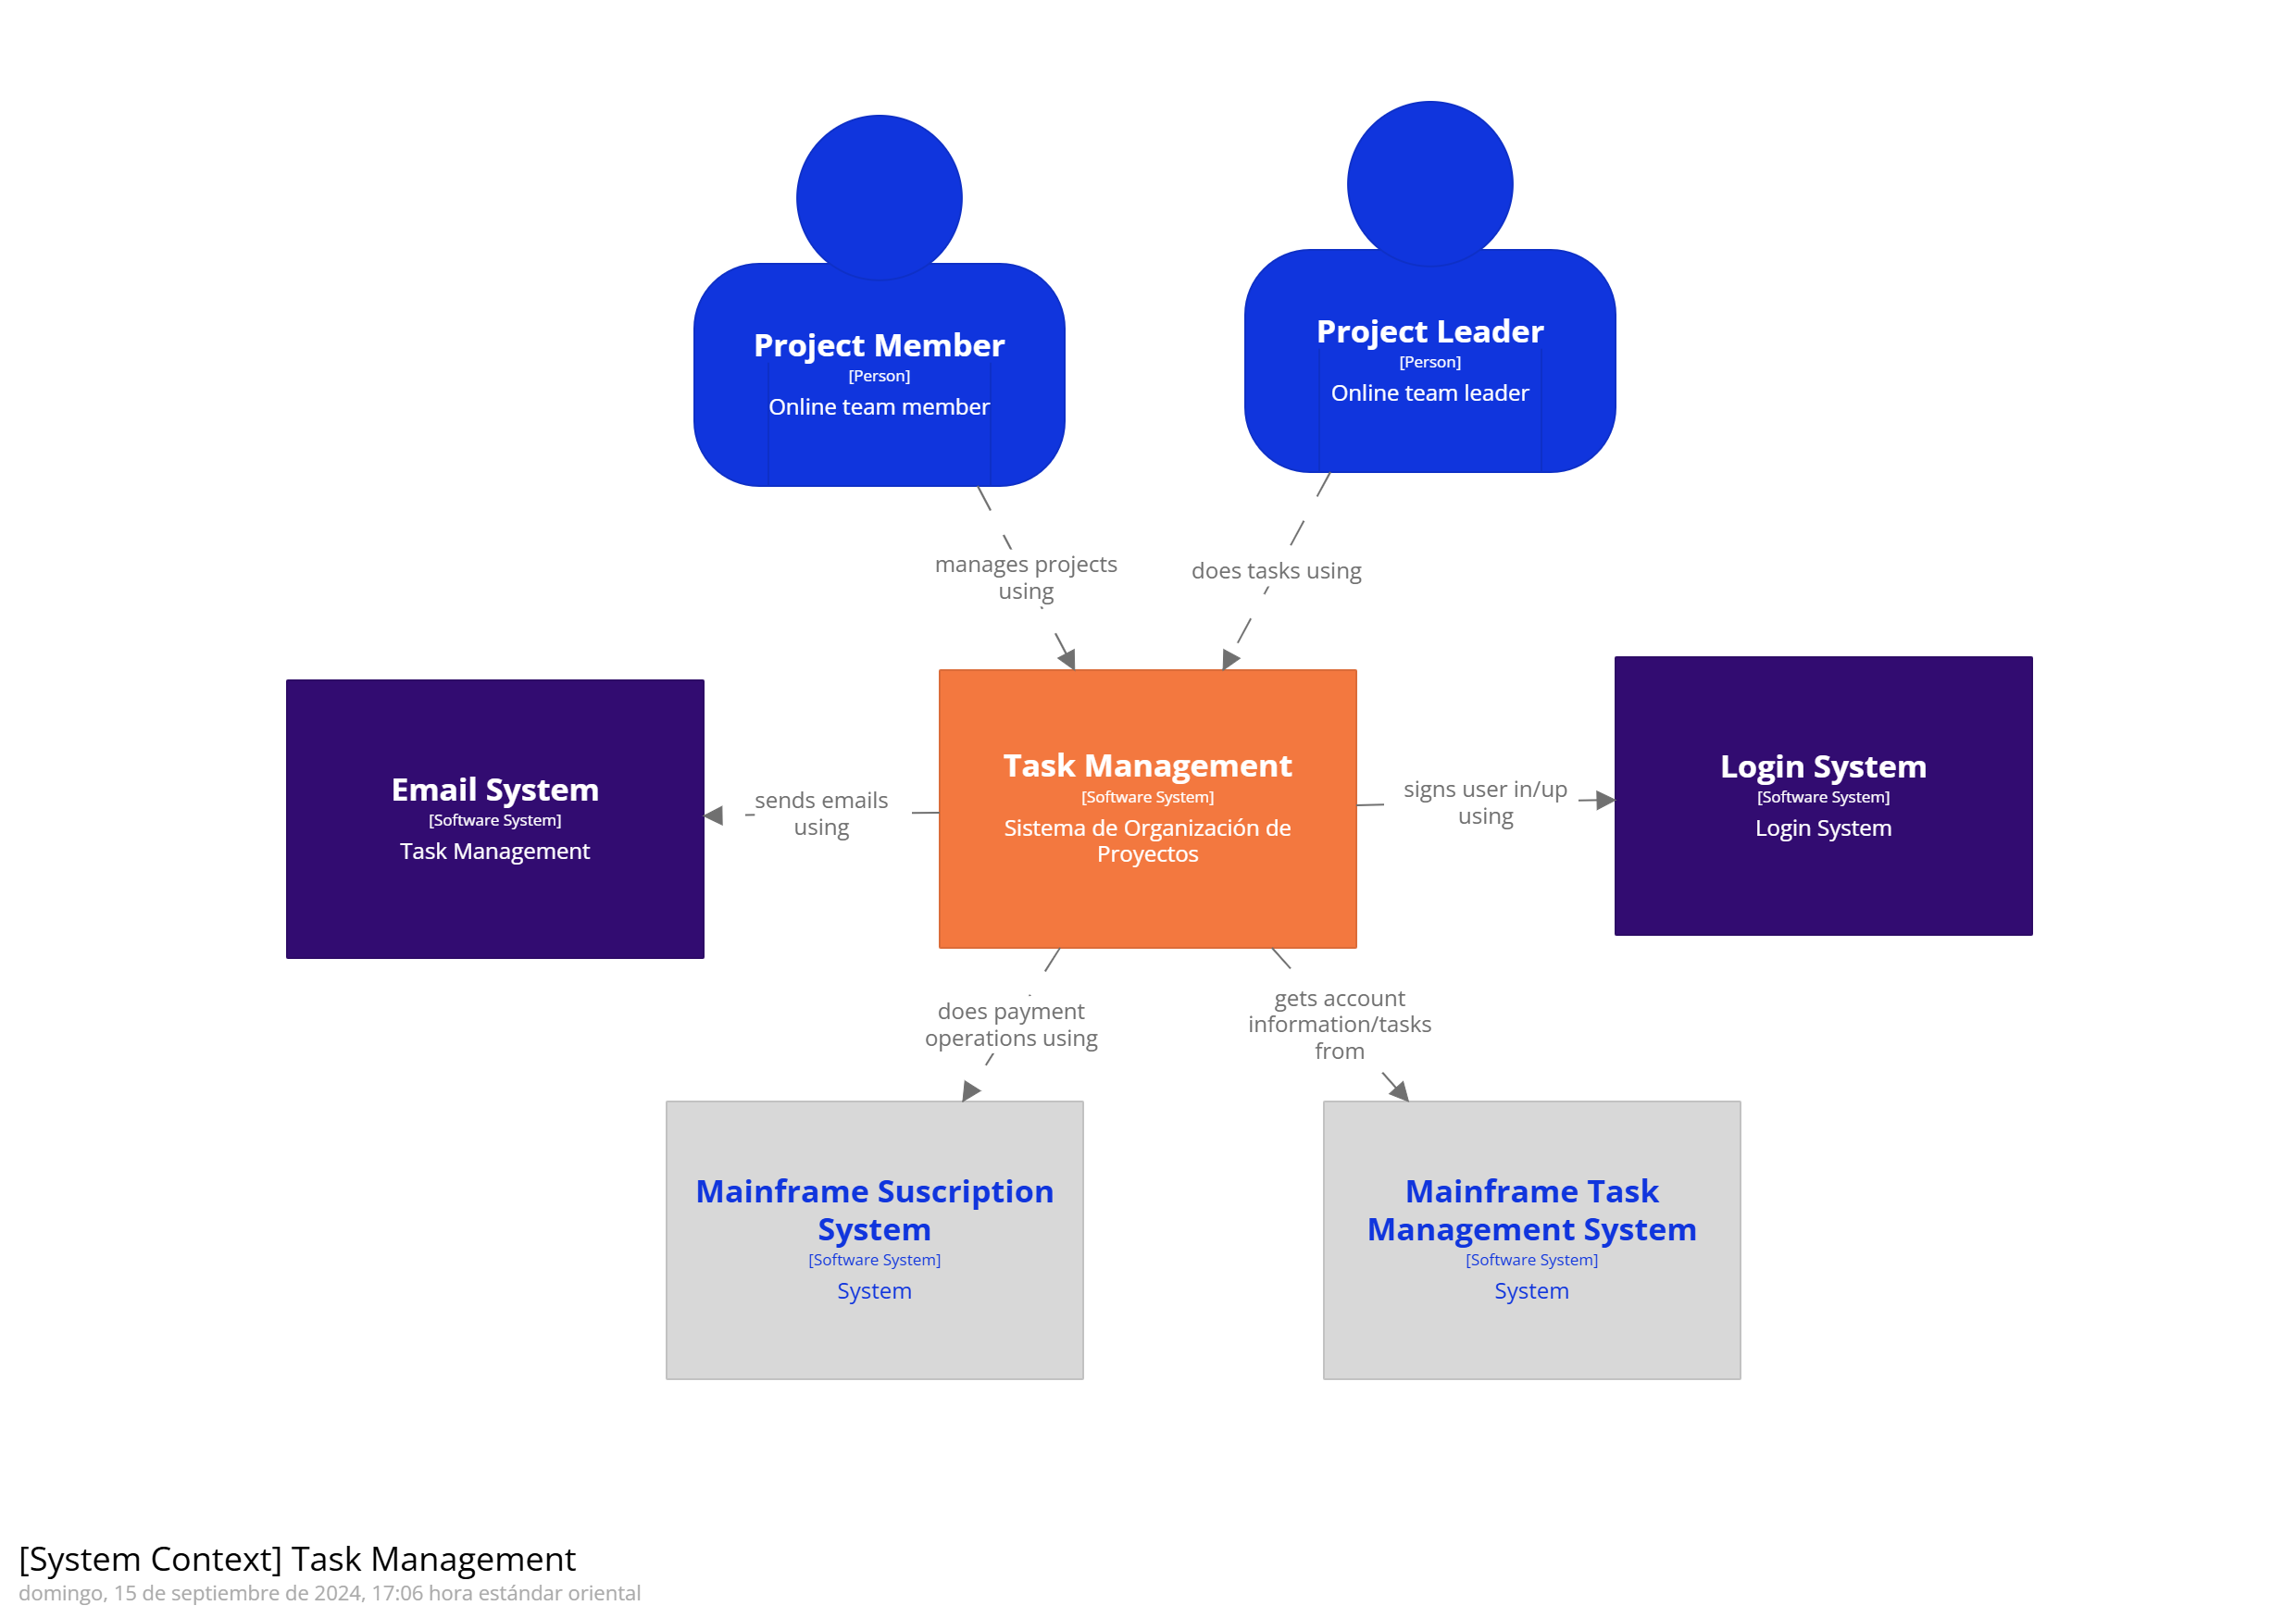 Project Member
[Person]
Online team member
Project Leader
[Person]
Online team leader
manages projects
using
does tasks using
Email System
[Software System]
Task Management
sends emails
using
Task Management
[Software System]
Sistema de Organización de
Proyectos
signs user in/up
using
Login System
[Software System]
Login System
does payment
operations using
gets account
information/tasks
from
Mainframe Suscription
System
[Software System]
System
Mainframe Task
Management System
[Software System]
System
[System Context] Task Management
domingo, 15 de septiembre de 2024, 17:06 hora estándar oriental